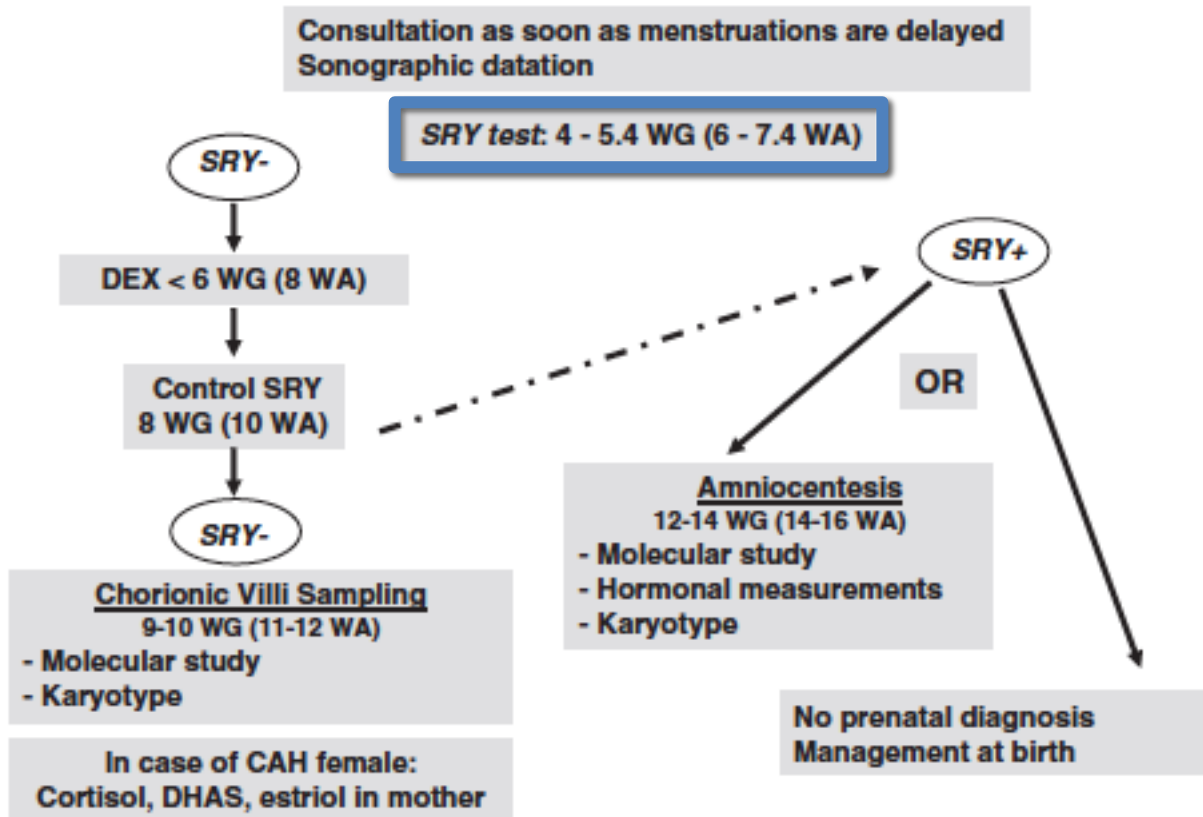 Consultation as soon as menstruations are delayed
Sonographic datation
SRY test: 4 - 5.4 WG (6 - 7.4 WA)
SRY-
DEX < 6 WG (8 WA)
Control SRY
8 WG (10 WA)
SRY-
Chorionic Villi Sampling
9-10 WG (11-12 WA)
- Molecular study
- Karyotype
In case of CAH female:
Cortisol, DHAS, estriol in mother
SRY+
OR
Amniocentesis
12-14 WG (14-16 WA)
- Molecular study
- Hormonal measurements
- Karyotype
No prenatal diagnosis
Management at birth